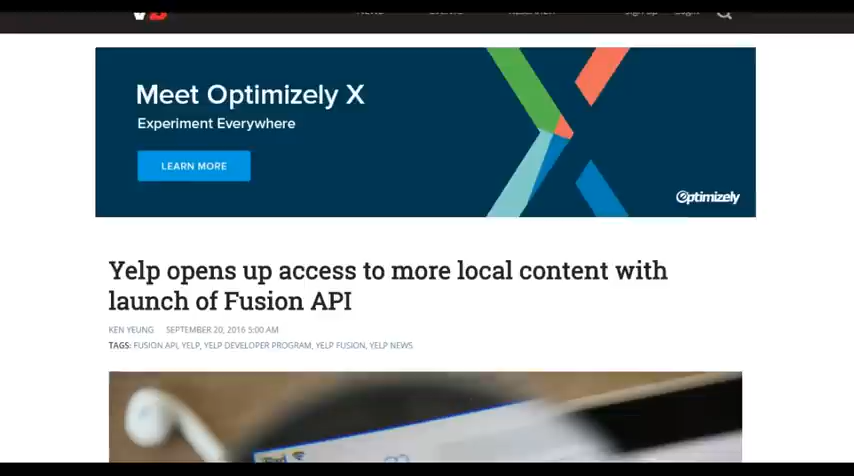 Meet Optimizely X
Experiment Everywhere
LEARN MORE
Optimizely
Yelp opens up access to more local content with
launch of Fusion API
KEN YEUNG SEPTEMBER 20, 2016 5:00 AM
TAGS: FUSION API, YELP, YELP DEVELOPER PROGRAM, YELP FUSION, YELP NEWS
iPad